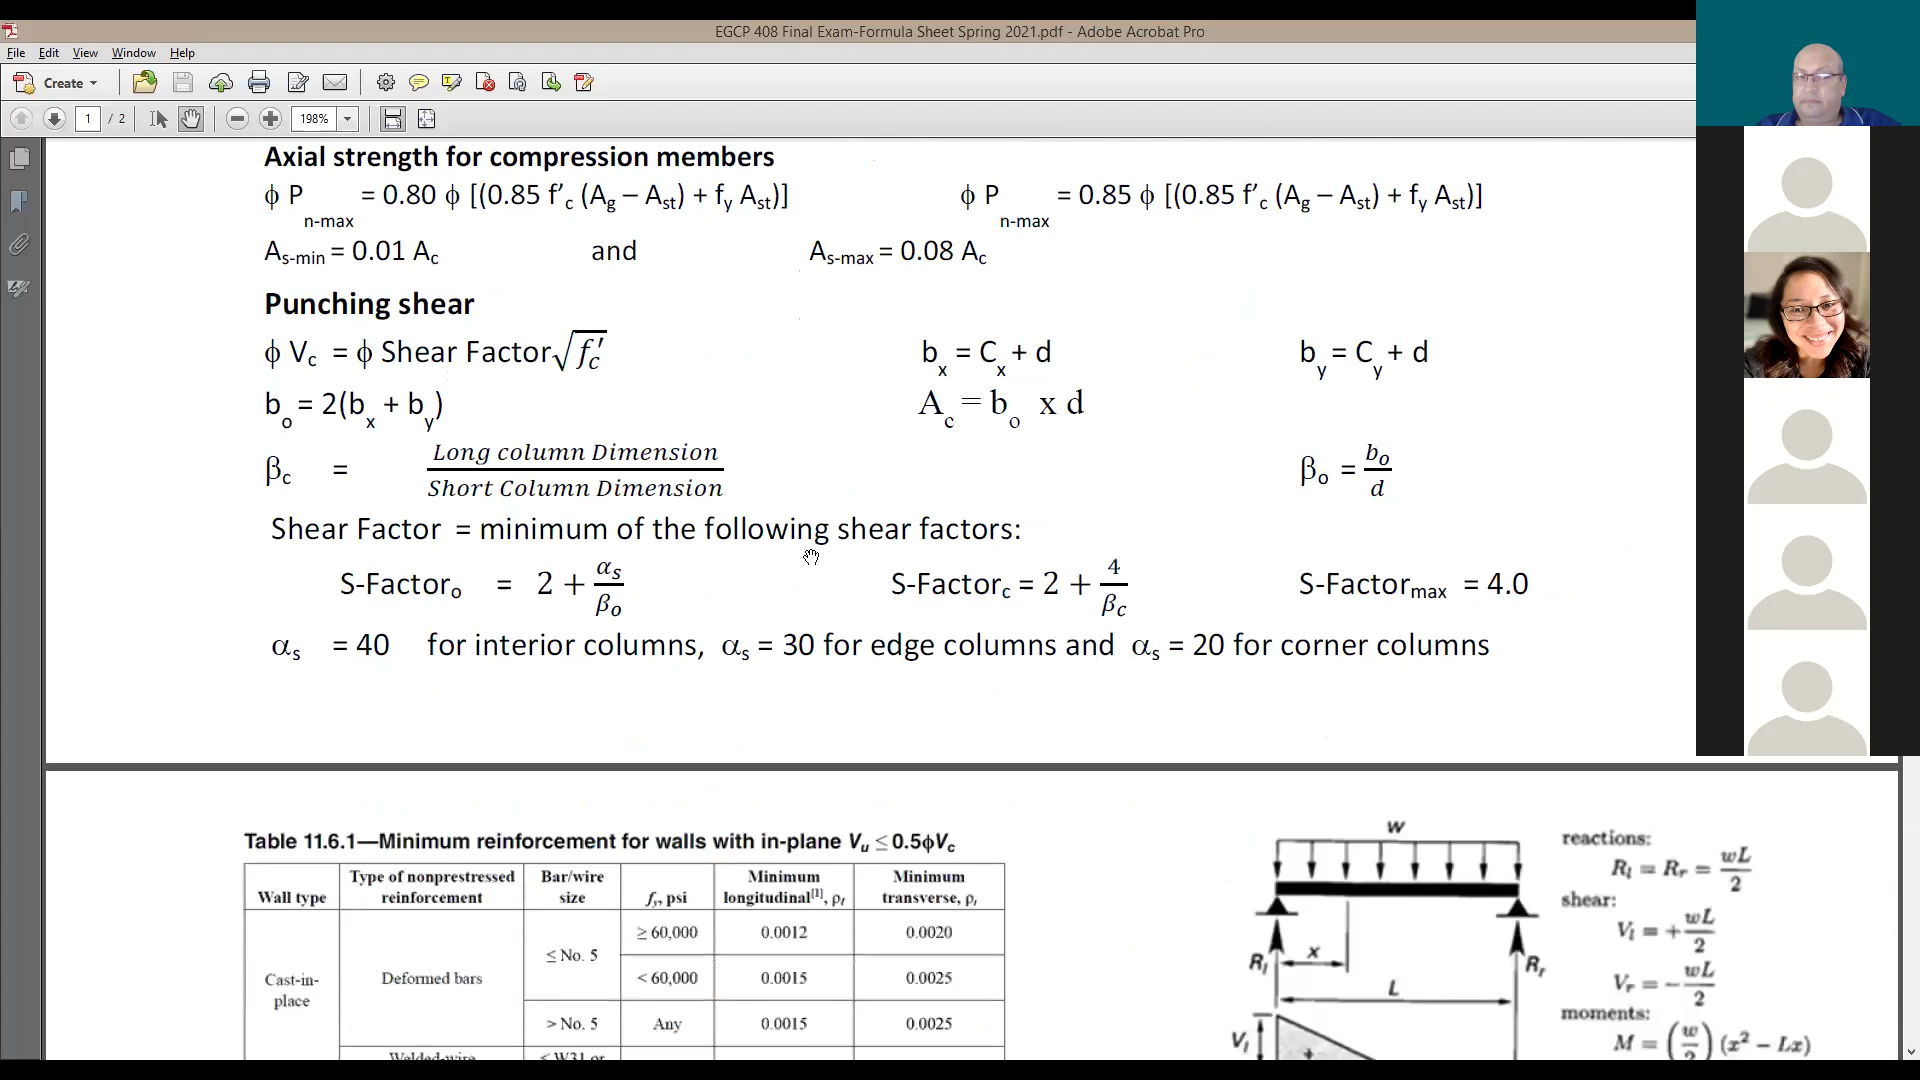 EGCP 408 Final Exam-Formula Sheet Spring 2021.pdf - Adobe Acrobat Pro
File Edit View Window Help
Create
1 / 2 198%
Axial strength for compression members
ϕ Pn-max = 0.80 ϕ [(0.85 f’c (Ag – Ast) + fy Ast)] ϕ Pn-max = 0.85 ϕ [(0.85 f’c (Ag – Ast) + fy Ast)]
As-min = 0.01 Ac and As-max = 0.08 Ac
Punching shear
ϕ Vc = ϕ Shear Factor√f′c bx = Cx + d by = Cy + d
bo = 2(bx + by) Ac = bo x d
βc = Long column Dimension / Short Column Dimension βo = bo / d
Shear Factor = minimum of the following shear factors:
S-Factoro = 2 + αs / βo S-Factorc = 2 + 4 / βc S-Factormax = 4.0
αs = 40 for interior columns, αs = 30 for edge columns and αs = 20 for corner columns
Table 11.6.1—Minimum reinforcement for walls with in-plane Vu ≤ 0.5ϕVc
Wall type Type of nonprestressed reinforcement Bar/wire size fy, psi Minimum longitudinal[1], ρℓ Minimum transverse, ρt
Cast-in-place Deformed bars ≤ No. 5 ≥ 60,000 0.0012 0.0020
< 60,000 0.0015 0.0025
> No. 5 Any 0.0015 0.0025
Welded-wire ≤ W31 or
w
Rl x Rr
L
Vl
+
reactions:
Rl = Rr = wL / 2
shear:
Vl = + wL / 2
Vr = − wL / 2
moments:
M = (w / 2) (x² − Lx)